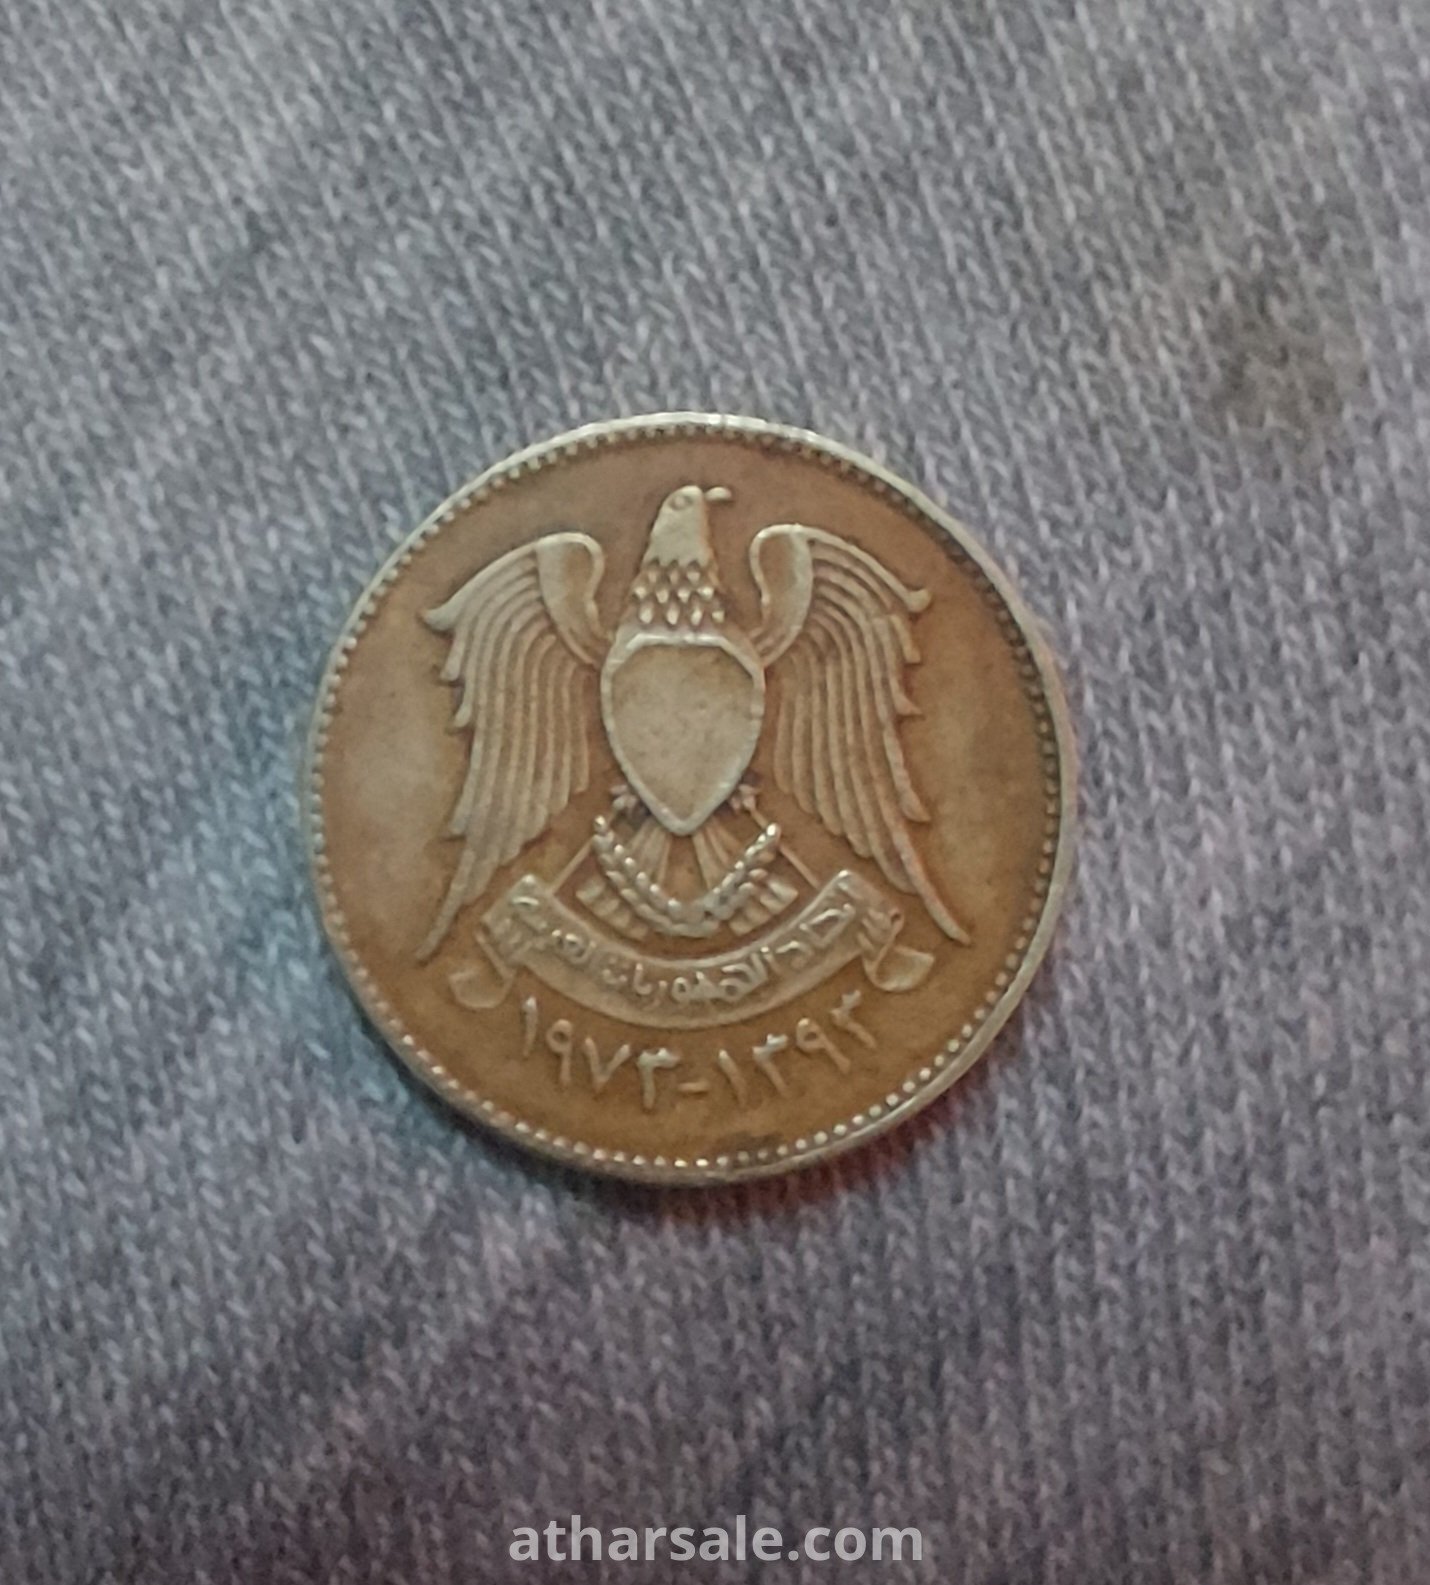 اتحاد الجمهوريات العربية
١٩٧٣-١٣٩٣
atharsale.com